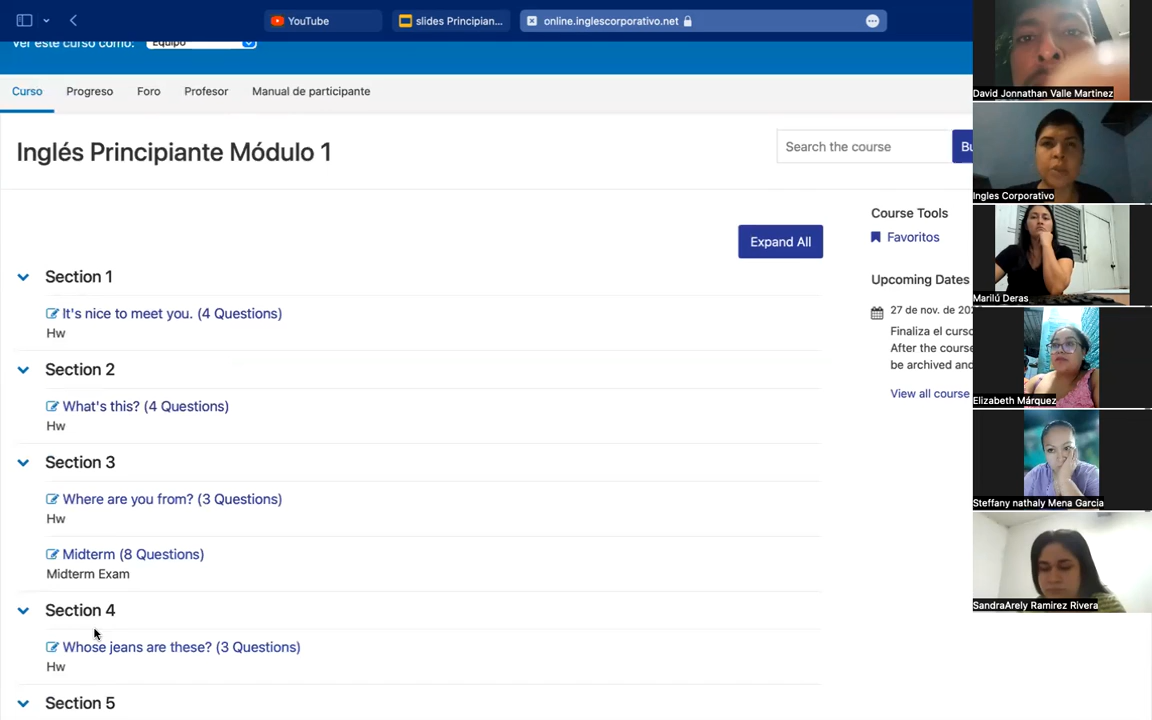 YouTube
slides Principian...
online.inglescorporativo.net
Ver este curso como:
Equipo
Curso
Progreso
Foro
Profesor
Manual de participante
Inglés Principiante Módulo 1
Search the course
Bu
Expand All
Course Tools
Favoritos
Upcoming Dates
27 de nov. de 202
Finaliza el curso
After the course
be archived and
View all course
Section 1
It's nice to meet you. (4 Questions)
Hw
Section 2
What's this? (4 Questions)
Hw
Section 3
Where are you from? (3 Questions)
Hw
Midterm (8 Questions)
Midterm Exam
Section 4
Whose jeans are these? (3 Questions)
Hw
Section 5
David Jonnathan Valle Martinez
Ingles Corporativo
Marilú Deras
Elizabeth Márquez
Steffany nathaly Mena Garcia
SandraArely Ramirez Rivera